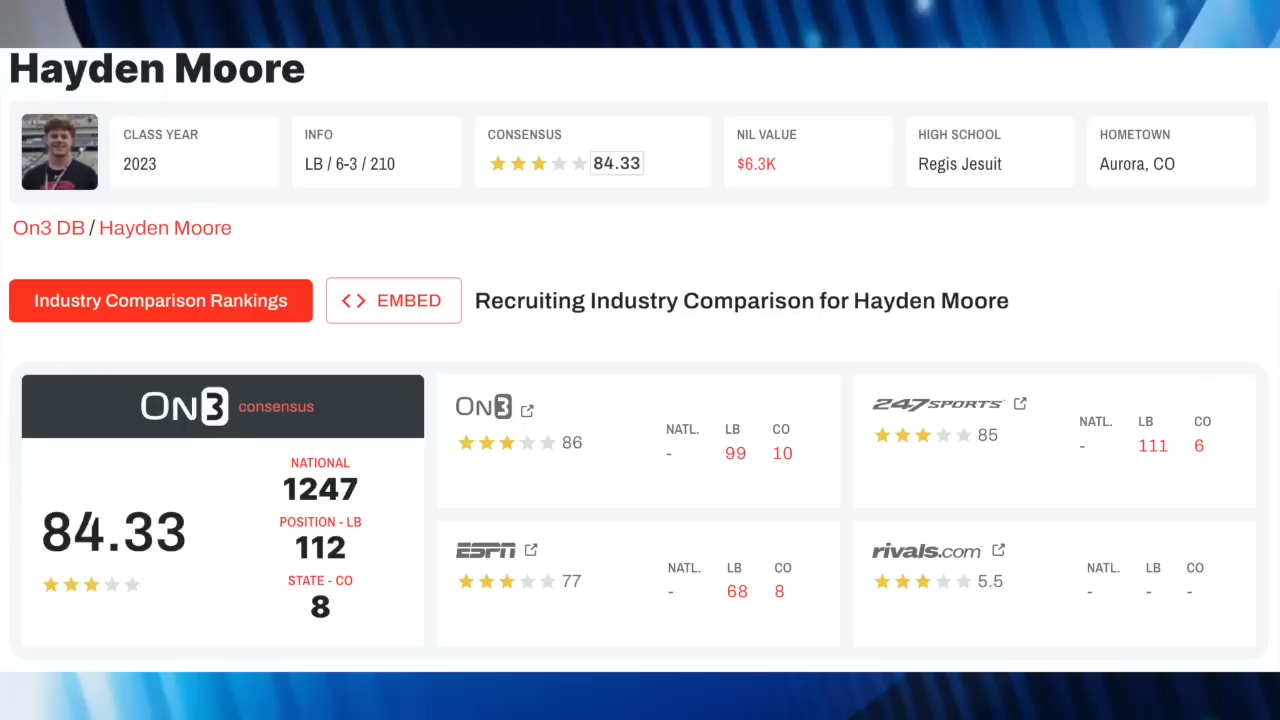 Hayden Moore
CLASS YEAR
2023
INFO
LB / 6-3 / 210
CONSENSUS
84.33
NIL VALUE
$6.3K
HIGH SCHOOL
Regis Jesuit
HOMETOWN
Aurora, CO
On3 DB / Hayden Moore
Industry Comparison Rankings
<> EMBED
Recruiting Industry Comparison for Hayden Moore
ON3 consensus
84.33
NATIONAL
1247
POSITION - LB
112
STATE - CO
8
ON3
86
NATL. LB CO
- 99 10
247SPORTS
85
NATL. LB CO
- 111 6
ESPN
77
NATL. LB CO
- 68 8
rivals.com
5.5
NATL. LB CO
- - -